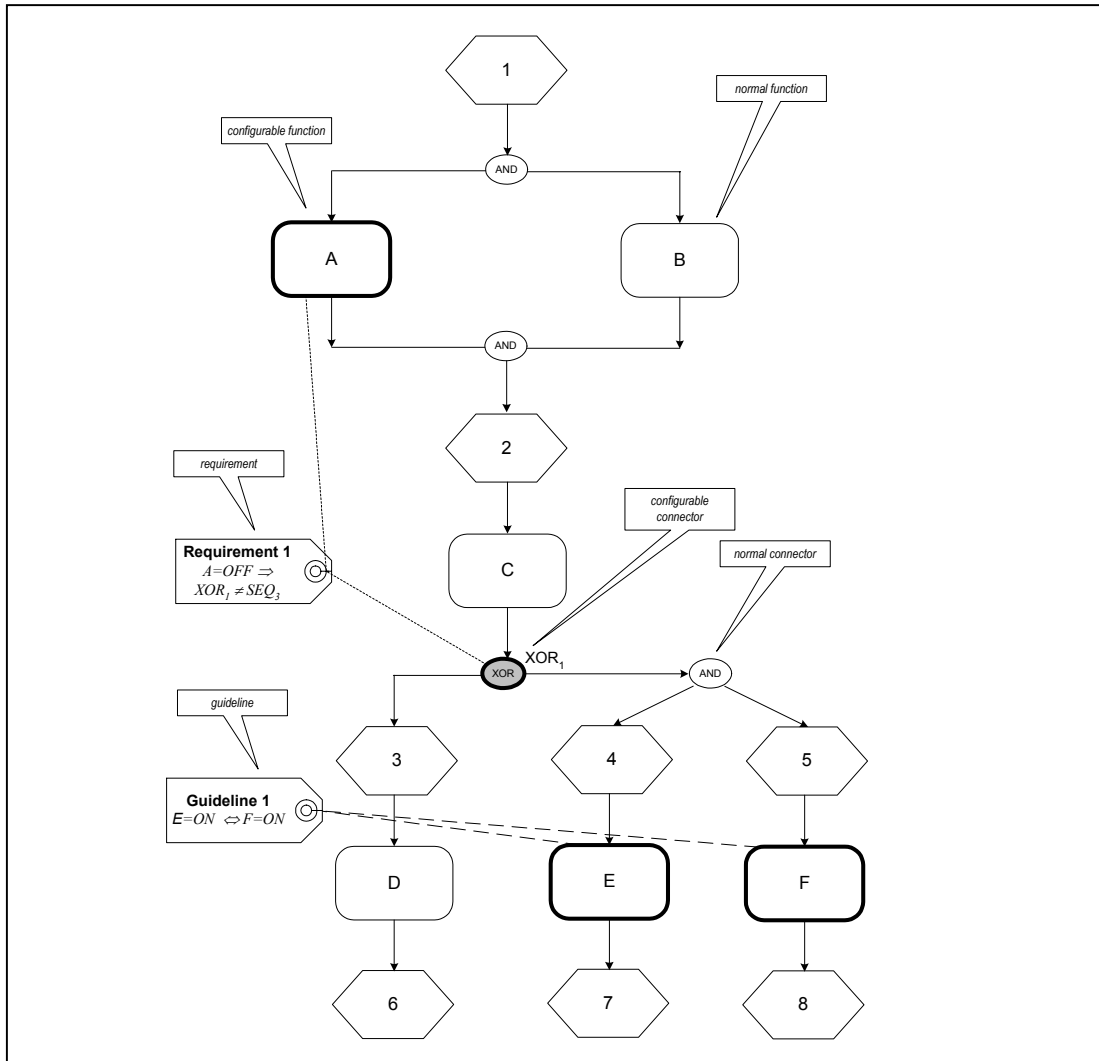 1
normal function
configurable function
AND
A
B
AND
2
requirement
configurable
connector
Requirement 1
A=OFF ⇒
XOR₁ ≠ SEQ₃
C
normal connector
XOR
XOR₁
AND
guideline
3
4
5
Guideline 1
E=ON ⇔ F=ON
D
E
F
6
7
8